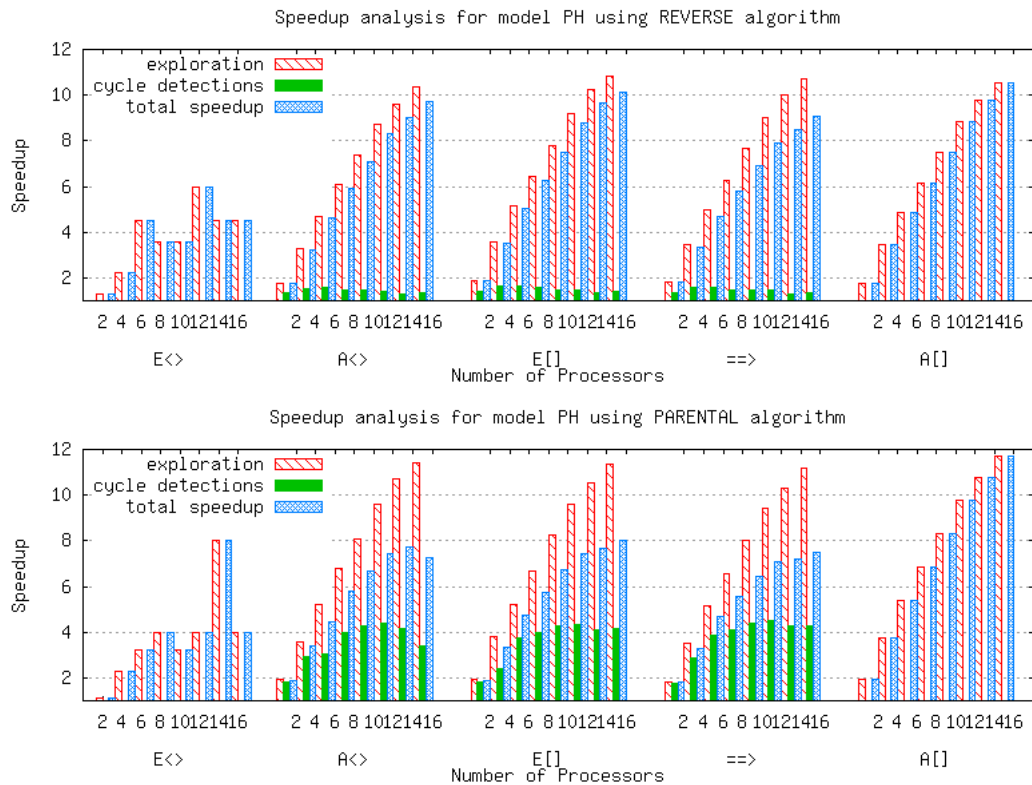 Speedup analysis for model PH using REVERSE algorithm
12
10
8
6
4
2
Speedup
exploration
cycle detections
total speedup
2 4 6 8 10121416 2 4 6 8 10121416 2 4 6 8 10121416 2 4 6 8 10121416 2 4 6 8 10121416
E<> A<> E[] ==> A[]
Number of Processors
Speedup analysis for model PH using PARENTAL algorithm
12
10
8
6
4
2
Speedup
exploration
cycle detections
total speedup
2 4 6 8 10121416 2 4 6 8 10121416 2 4 6 8 10121416 2 4 6 8 10121416 2 4 6 8 10121416
E<> A<> E[] ==> A[]
Number of Processors